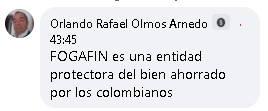 Orlando Rafael Olmos Arnedo
43:45
FOGAFIN es una entidad
protectora del bien ahorrado
por los colombianos